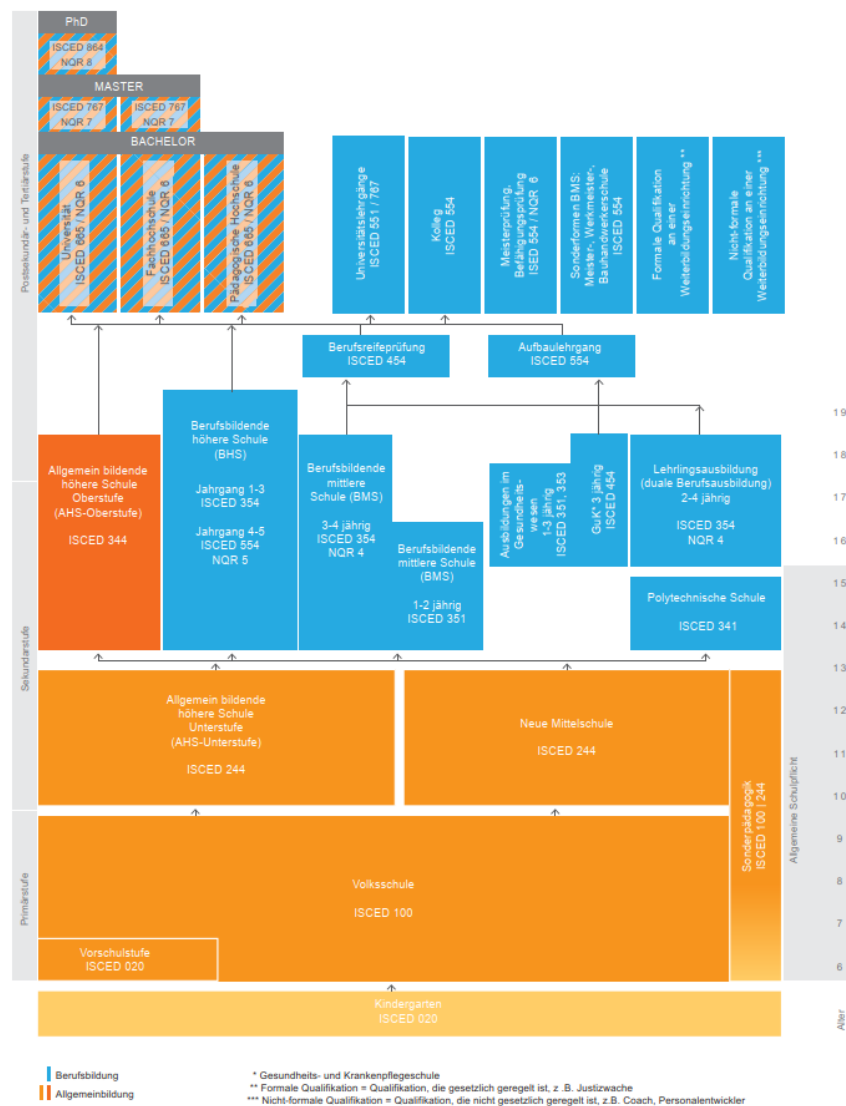 PhD
ISCED 864
NQR 8
MASTER
ISCED 767
NQR 7
ISCED 767
NQR 7
BACHELOR
Universität
ISCED 665 / NQR 6
Fachhochschule
ISCED 665 / NQR 6
Pädagogische Hochschule
ISCED 665 / NQR 6
Universitätslehrgänge
ISCED 551 / 767
Kolleg
ISCED 554
Meisterprüfung,
Befähigungsprüfung
ISED 554 / NQR 6
Sonderformen BMS:
Meister-, Werkmeister-,
Bauhandwerkerschule
ISCED 554
Formale Qualifikation
an einer
Weiterbildungseinrichtung **
Nicht-formale
Qualifikation an einer
Weiterbildungseinrichtung ***
Postsekundär- und Tertiärstufe
Berufsreifeprüfung
ISCED 454
Aufbaulehrgang
ISCED 554
Allgemein bildende
höhere Schule
Oberstufe
(AHS-Oberstufe)
ISCED 344
Berufsbildende
höhere Schule
(BHS)
Jahrgang 1-3
ISCED 354
Jahrgang 4-5
ISCED 554
NQR 5
Berufsbildende
mittlere
Schule (BMS)
3-4 jährig
ISCED 354
NQR 4
Berufsbildende
mittlere Schule
(BMS)
1-2 jährig
ISCED 351
Ausbildungen im
Gesundheits-
wesen
1-3 jährig
ISCED 351, 353
GuK* 3 jährig
ISCED 454
Lehrlingsausbildung
(duale Berufsausbildung)
2-4 jährig
ISCED 354
NQR 4
Polytechnische Schule
ISCED 341
Sekundarstufe
Allgemein bildende
höhere Schule
Unterstufe
(AHS-Unterstufe)
ISCED 244
Neue Mittelschule
ISCED 244
Sonderpädagogik
ISCED 100 | 244
Allgemeine Schulpflicht
Primärstufe
Volksschule
ISCED 100
Vorschulstufe
ISCED 020
Kindergarten
ISCED 020
19
18
17
16
15
14
13
12
11
10
9
8
7
6
Alter
Berufsbildung
Allgemeinbildung
* Gesundheits- und Krankenpflegeschule
** Formale Qualifikation = Qualifikation, die gesetzlich geregelt ist, z .B. Justizwache
*** Nicht-formale Qualifikation = Qualifikation, die nicht gesetzlich geregelt ist, z.B. Coach, Personalentwickler